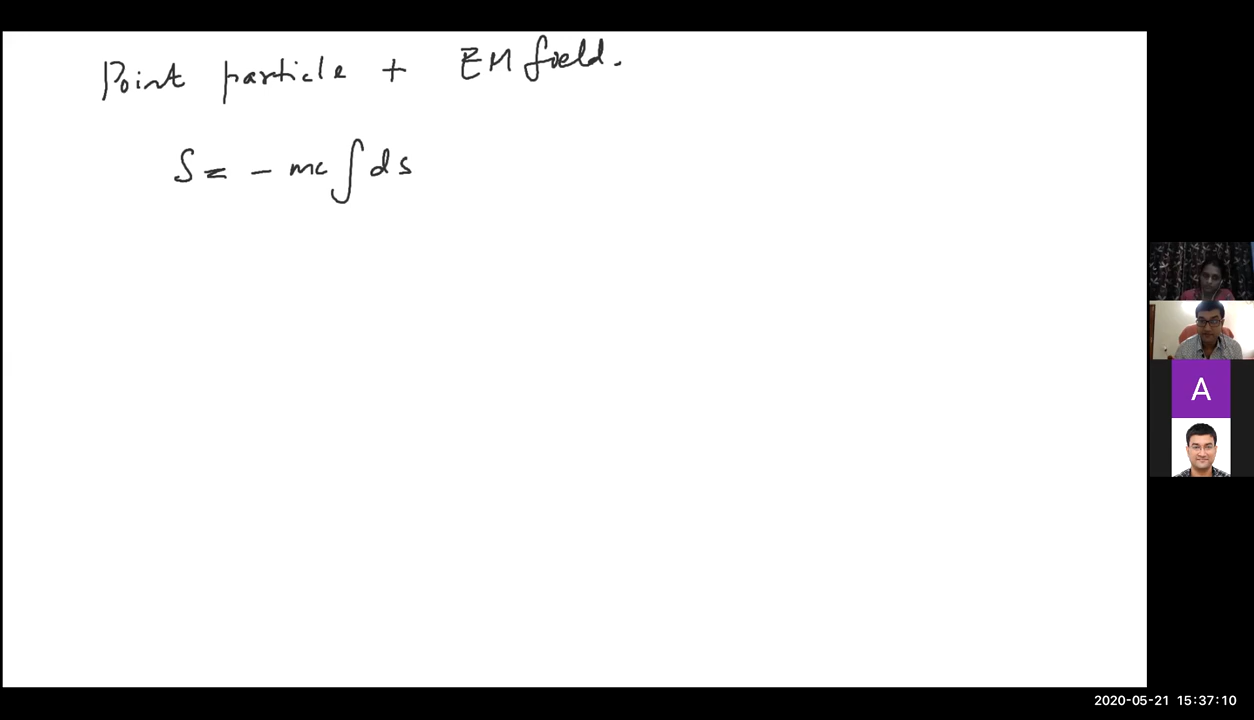 Point particle + EM field.
S = - mc ∫ ds
A
2020-05-21 15:37:10